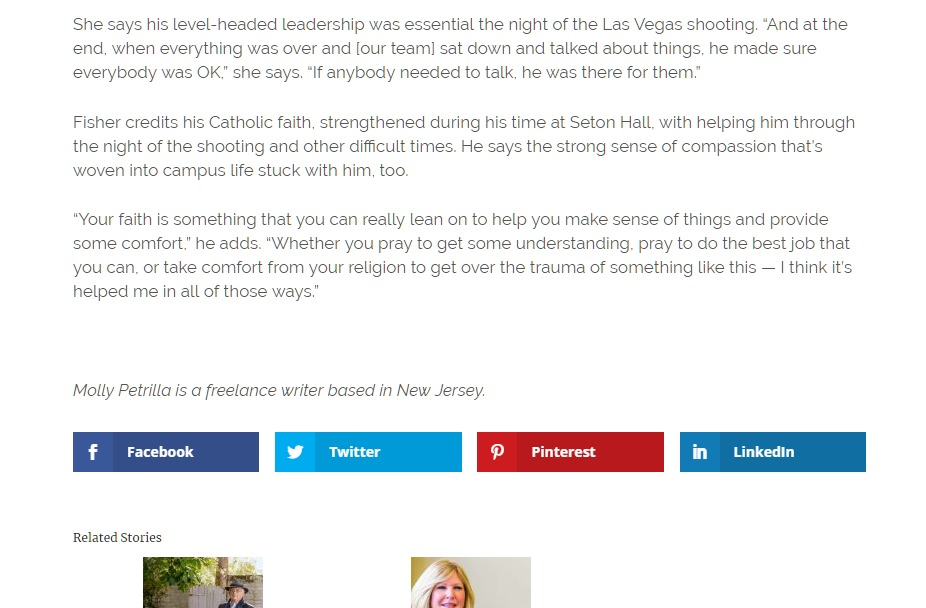 She says his level-headed leadership was essential the night of the Las Vegas shooting. “And at the
end, when everything was over and [our team] sat down and talked about things, he made sure
everybody was OK,” she says. “If anybody needed to talk, he was there for them.”
Fisher credits his Catholic faith, strengthened during his time at Seton Hall, with helping him through
the night of the shooting and other difficult times. He says the strong sense of compassion that’s
woven into campus life stuck with him, too.
“Your faith is something that you can really lean on to help you make sense of things and provide
some comfort,” he adds. “Whether you pray to get some understanding, pray to do the best job that
you can, or take comfort from your religion to get over the trauma of something like this — I think it’s
helped me in all of those ways.”
Molly Petrilla is a freelance writer based in New Jersey.
Facebook Twitter Pinterest LinkedIn
Related Stories